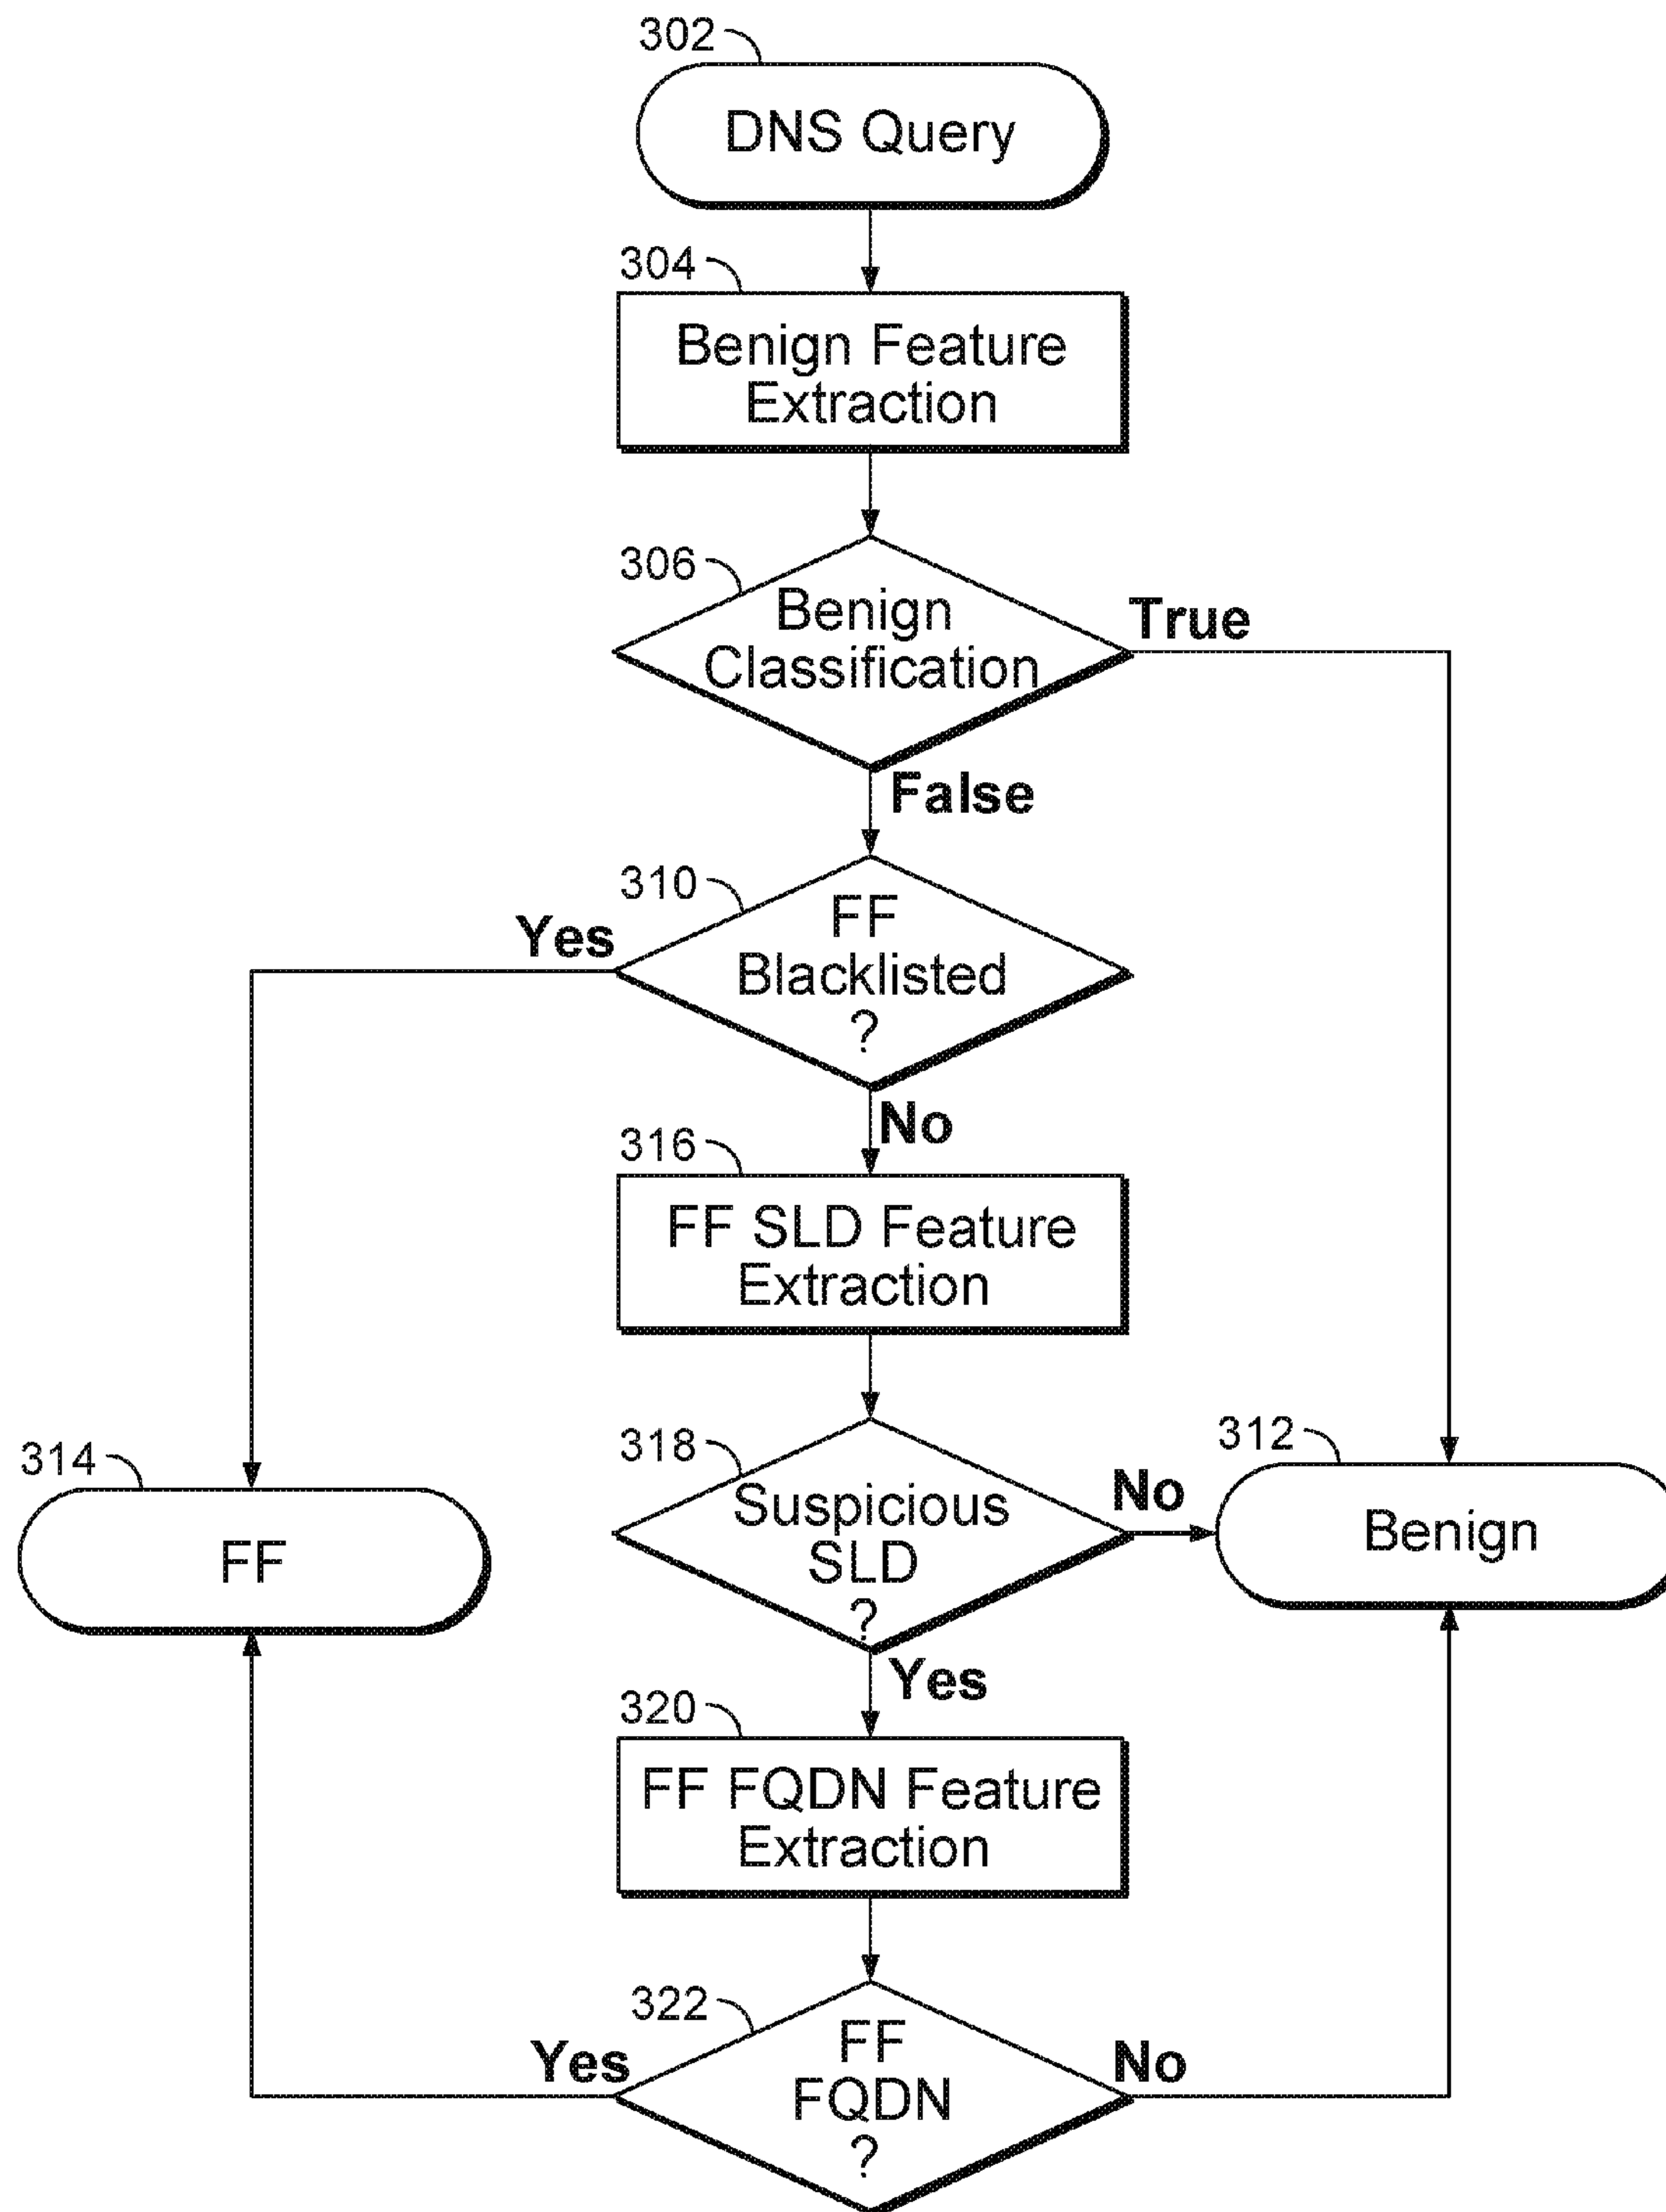 302
DNS Query
304
Benign Feature
Extraction
306
Benign
Classification
True
False
310
FF
Blacklisted
?
Yes
No
316
FF SLD Feature
Extraction
314
FF
318
Suspicious
SLD
?
No
312
Benign
Yes
320
FF FQDN Feature
Extraction
322
FF
FQDN
?
Yes
No